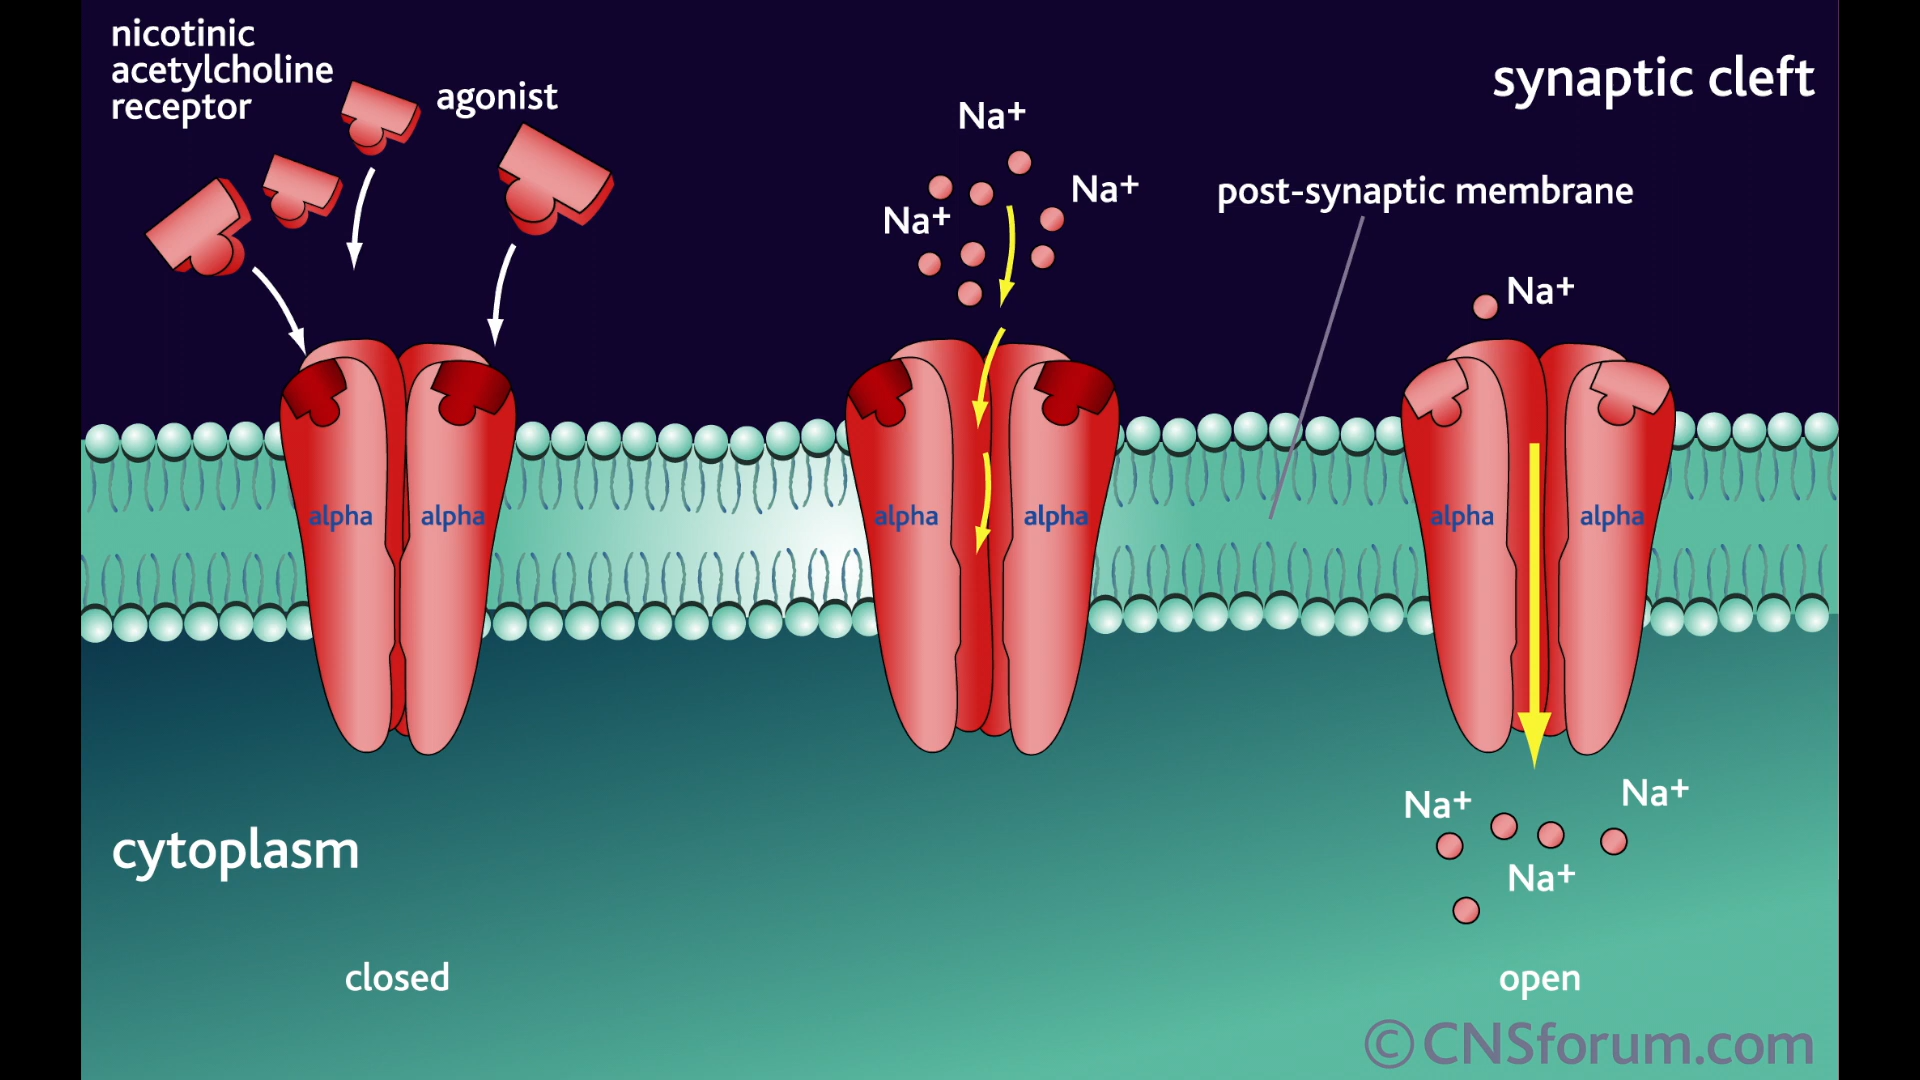 nicotinic
acetylcholine
receptor
agonist
synaptic cleft
Na+
Na+
Na+
post-synaptic membrane
Na+
alpha
alpha
alpha
alpha
alpha
alpha
Na+
Na+
Na+
cytoplasm
closed
open
© CNSforum.com